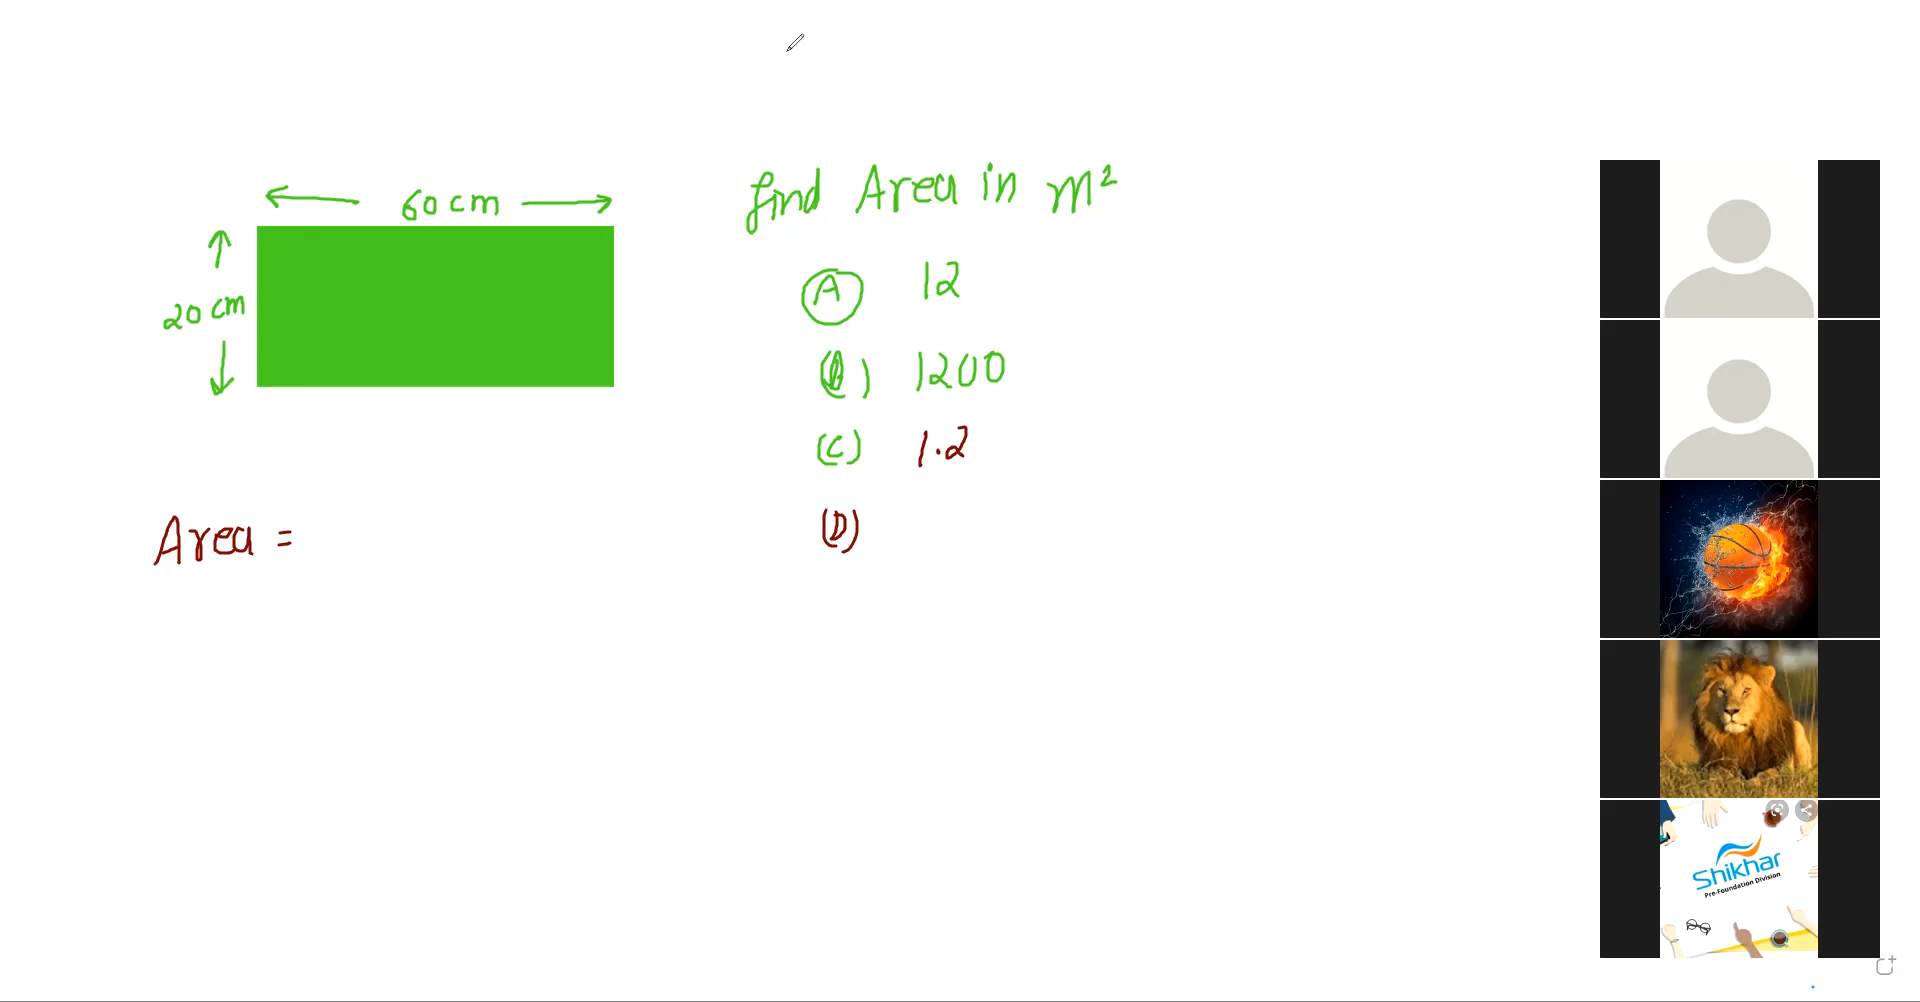 60 cm
20 cm
Area =
find Area in m²
(A) 12
(B) 1200
(C) 1.2
(D)
Shikhar
Pre-Foundation Division